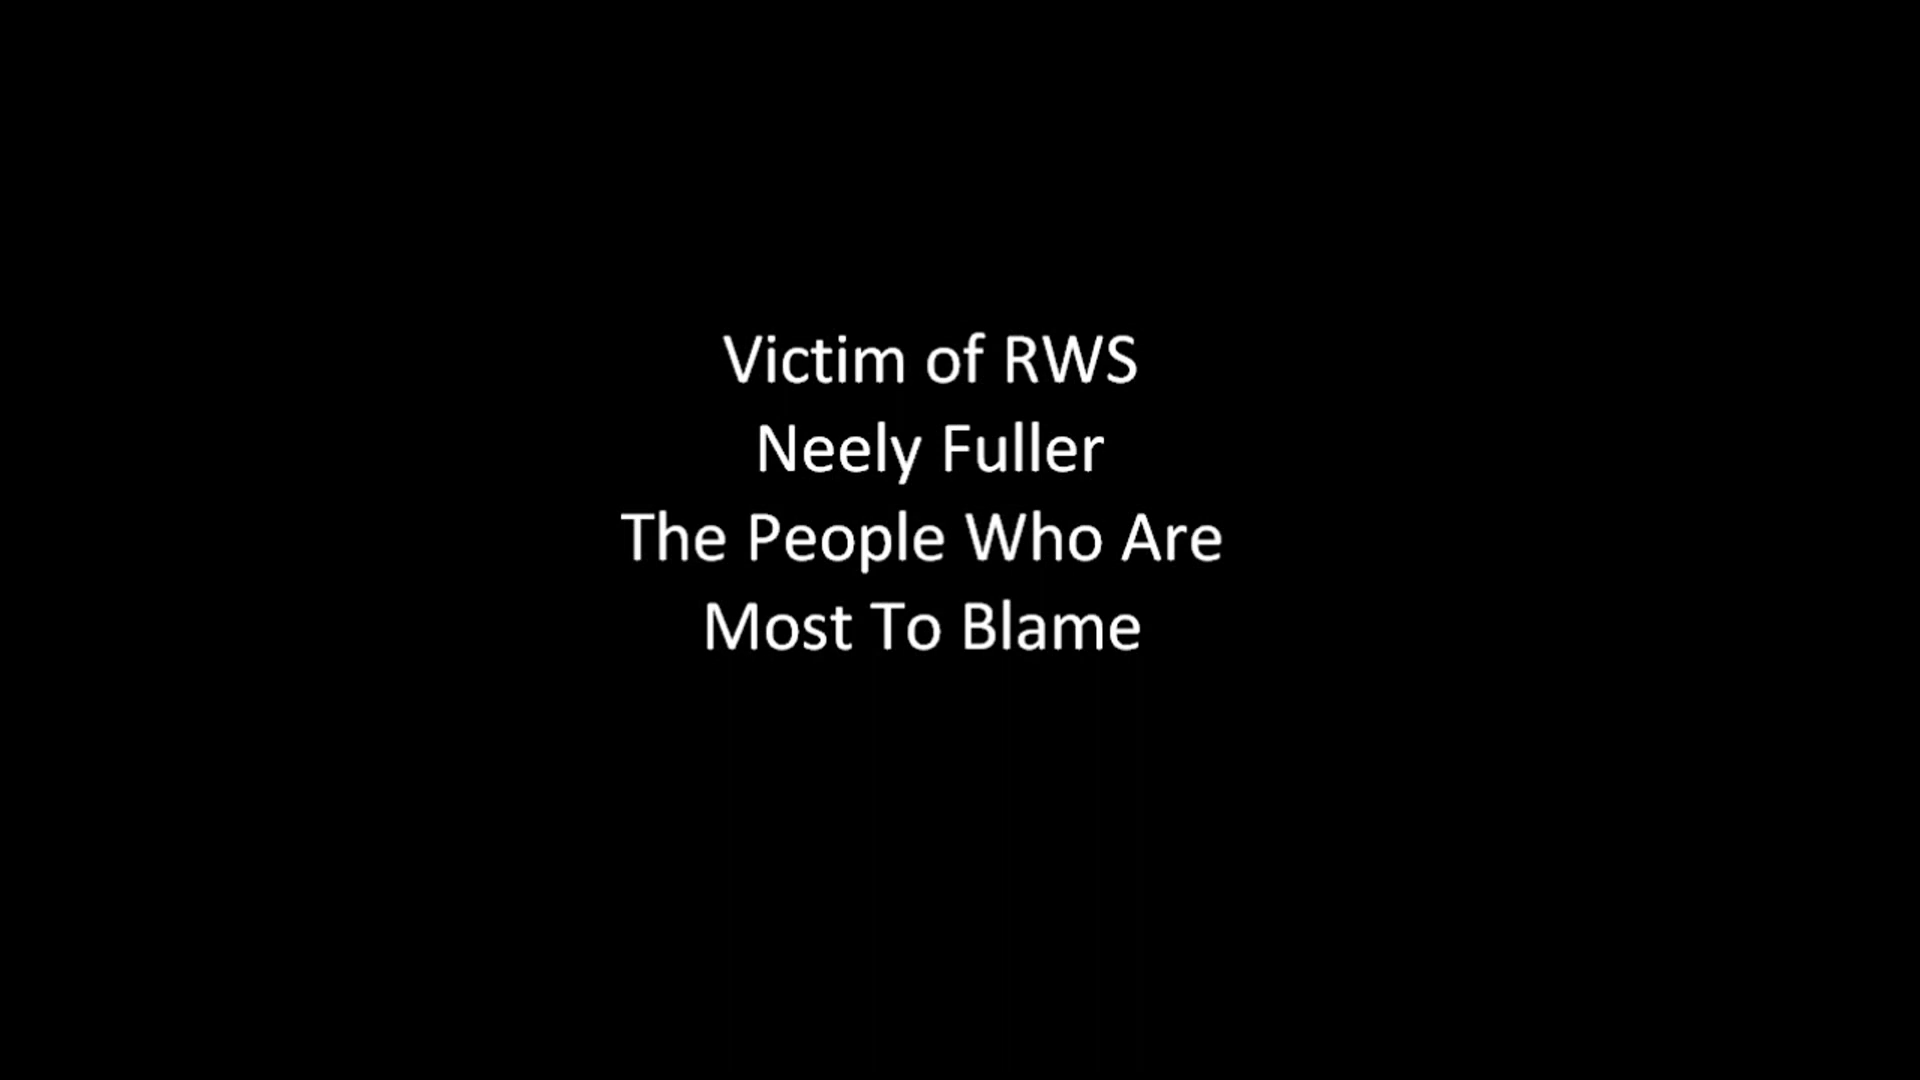 Victim of RWS
Neely Fuller
The People Who Are
Most To Blame